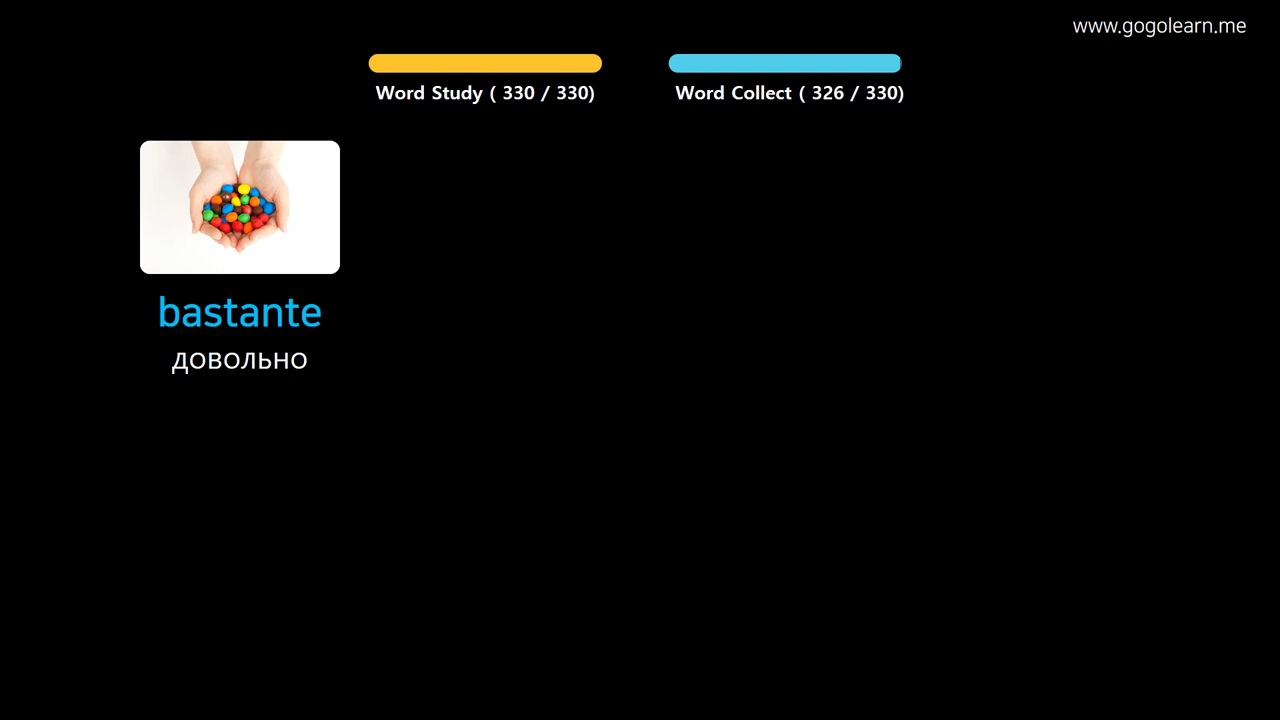 www.gogolearn.me
Word Study ( 330 / 330)
Word Collect ( 326 / 330)
bastante
довольно